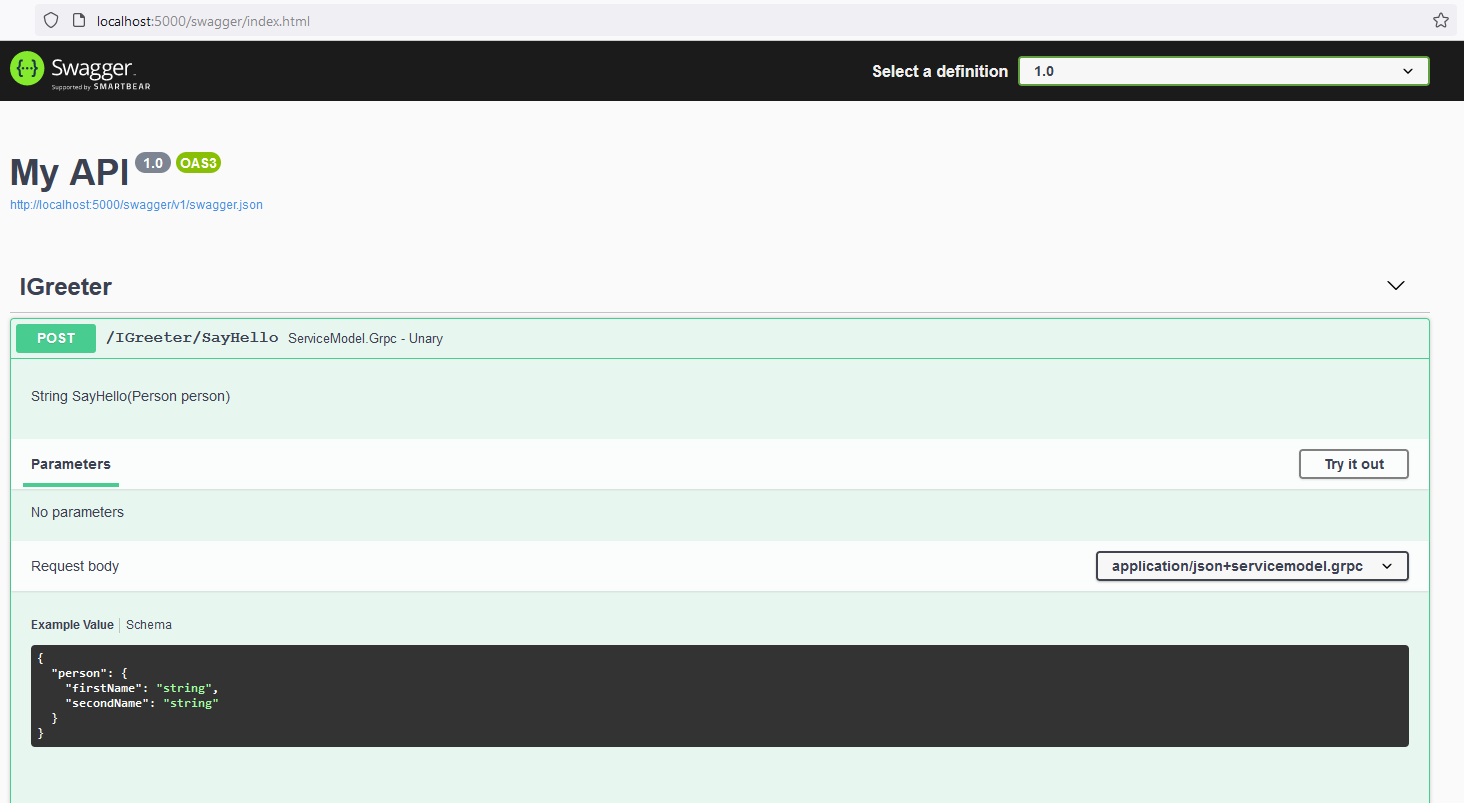 localhost:5000/swagger/index.html
{··} Swagger
Supported by SMARTBEAR
Select a definition 1.0
My API 1.0 OAS3
http://localhost:5000/swagger/v1/swagger.json
IGreeter
POST /IGreeter/SayHello ServiceModel.Grpc - Unary
String SayHello(Person person)
Parameters Try it out
No parameters
Request body application/json+servicemodel.grpc
Example Value Schema
{
"person": {
"firstName": "string",
"secondName": "string"
}
}